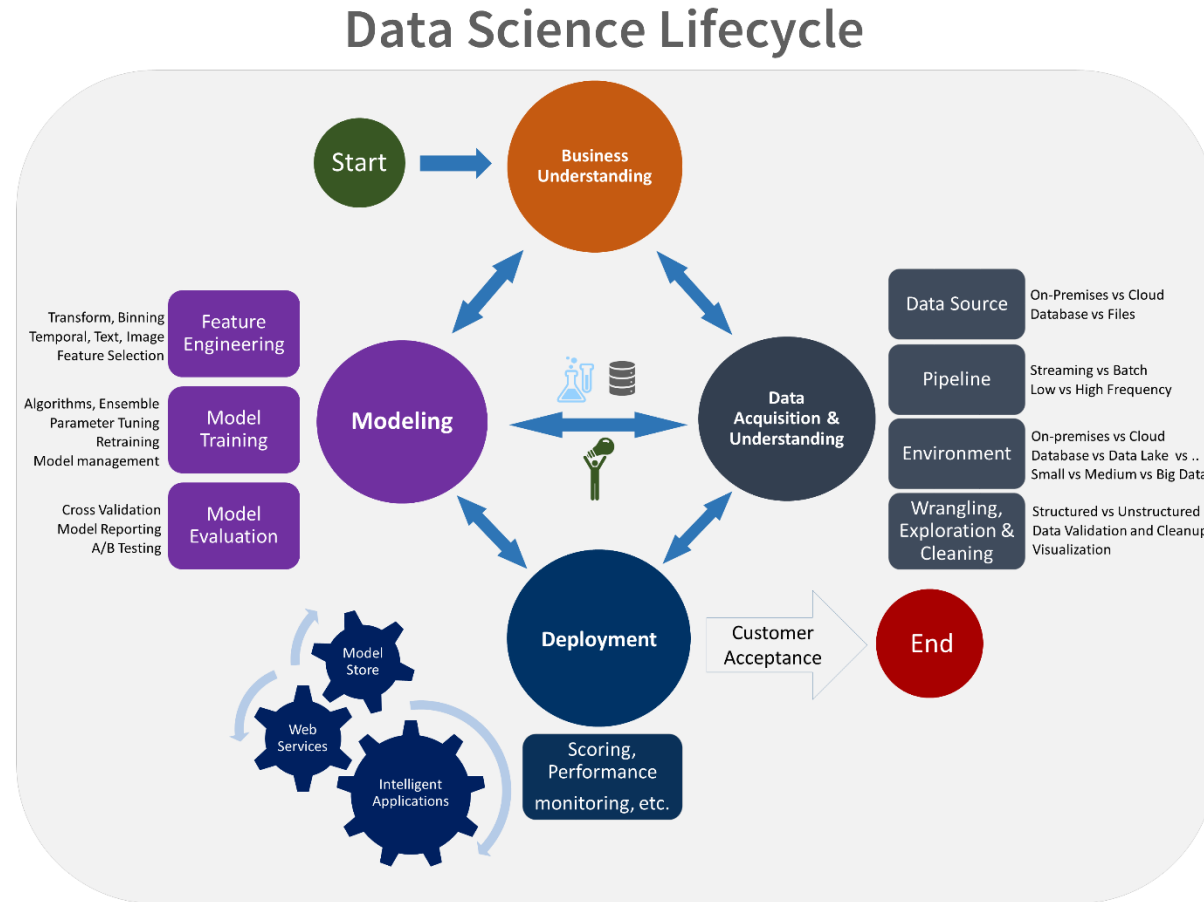 Data Science Lifecycle
Start
Business
Understanding
Transform, Binning
Temporal, Text, Image
Feature Selection
Feature
Engineering
Algorithms, Ensemble
Parameter Tuning
Retraining
Model management
Model
Training
Cross Validation
Model Reporting
A/B Testing
Model
Evaluation
Modeling
Data
Acquisition &
Understanding
Data Source
On-Premises vs Cloud
Database vs Files
Pipeline
Streaming vs Batch
Low vs High Frequency
Environment
On-premises vs Cloud
Database vs Data Lake vs ..
Small vs Medium vs Big Data
Wrangling,
Exploration &
Cleaning
Structured vs Unstructured
Data Validation and Cleanup
Visualization
Deployment
Customer
Acceptance
End
Model
Store
Web
Services
Intelligent
Applications
Scoring,
Performance
monitoring, etc.